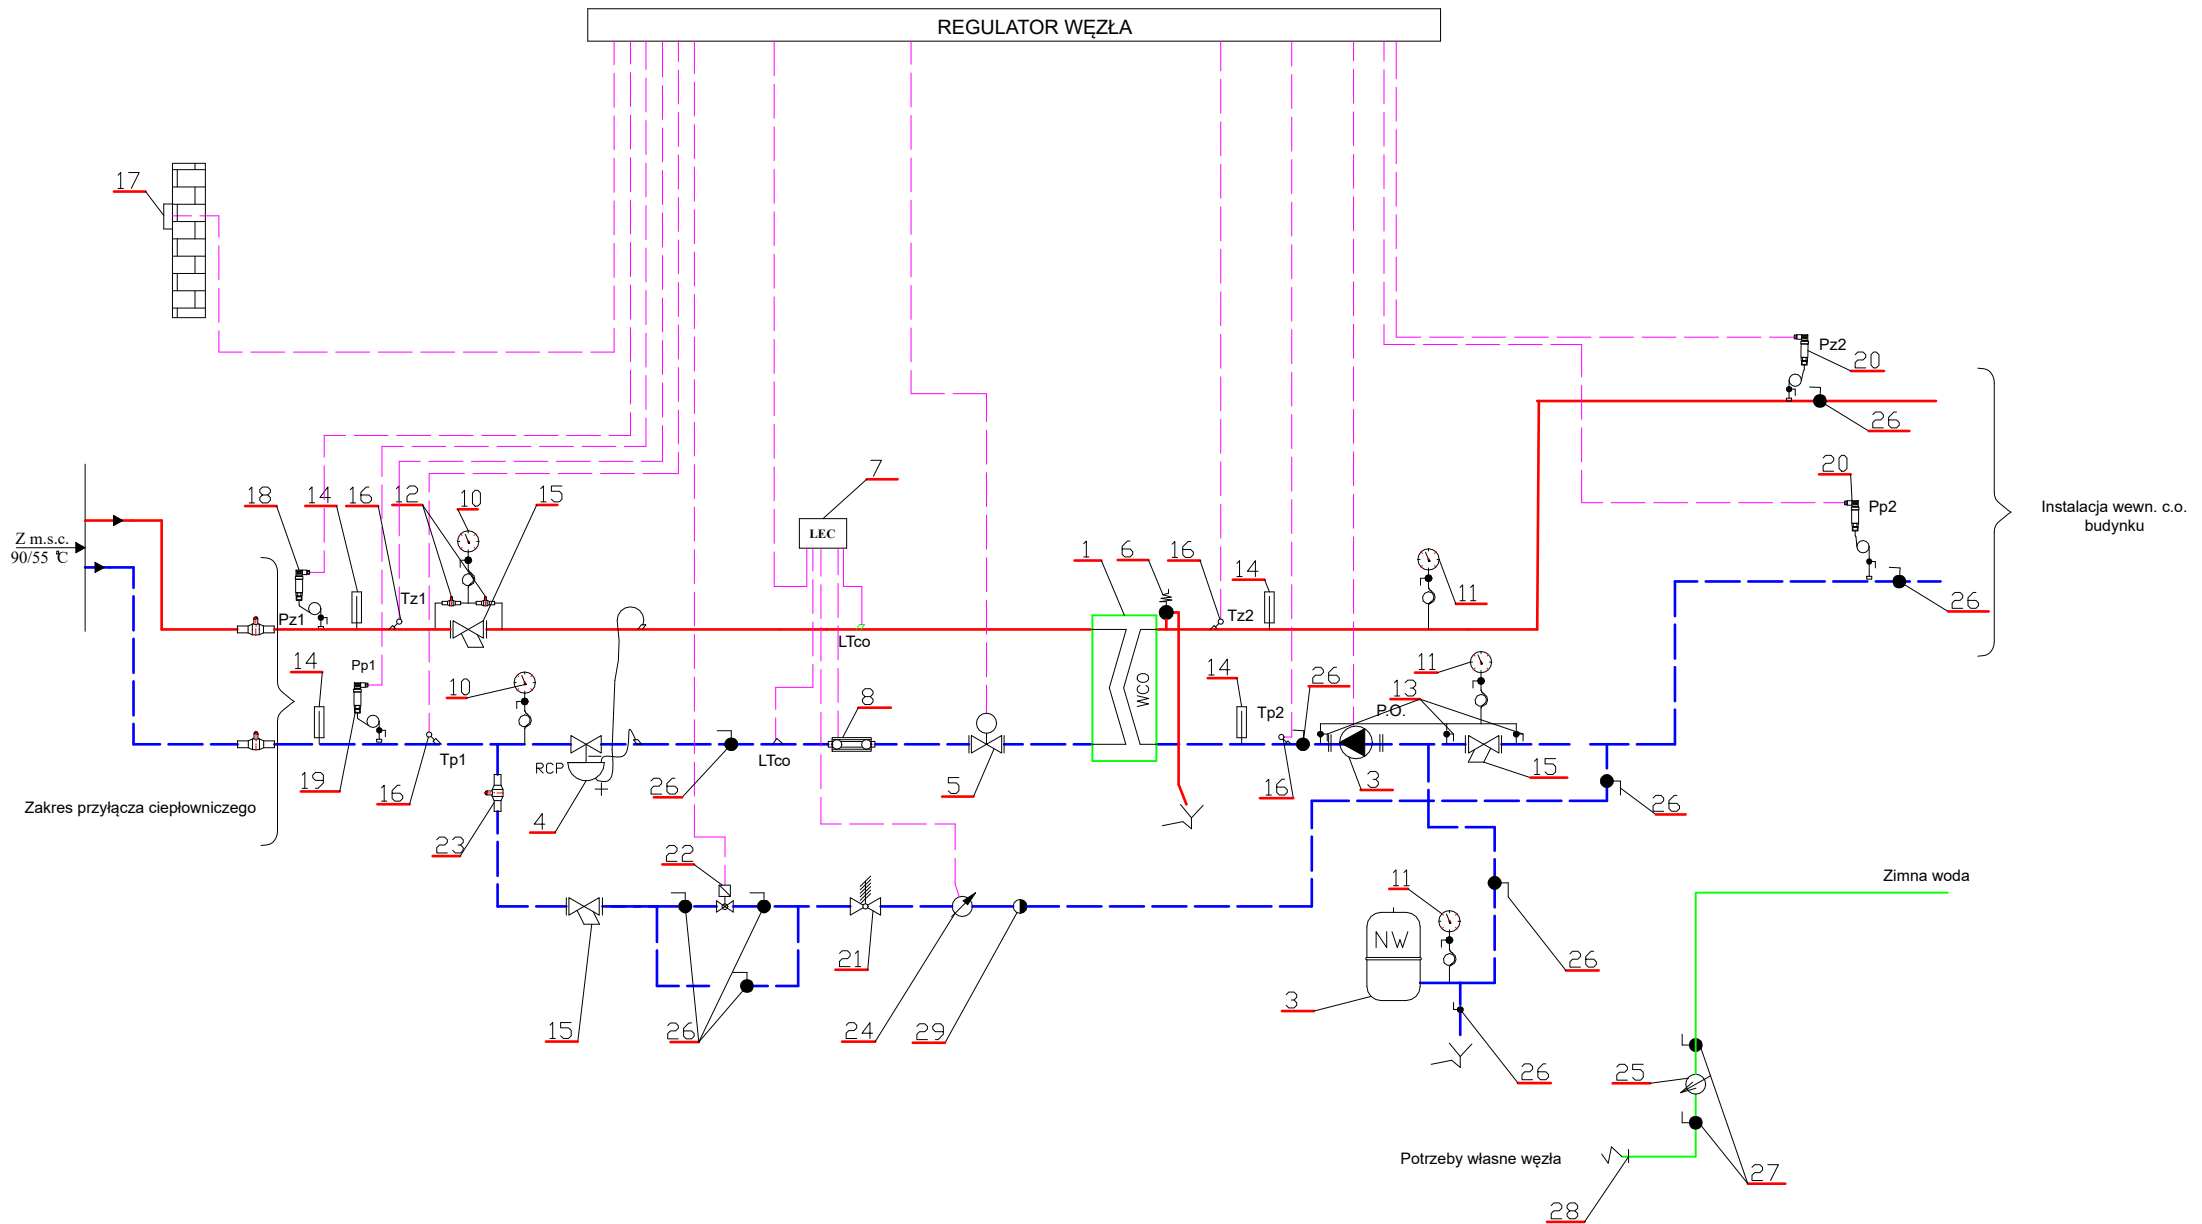 REGULATOR WĘZŁA
17
Pz2
20
26
20
Pp2
Instalacja wewn. c.o.
budynku
26
7
LEC
18
14
16
12
10
15
Z m.s.c.
90/55 °C
Tz1
Pz1
1
6
16
14
11
Tz2
LTco
14
Pp1
10
8
WCO
14
Tp2
26
11
13
P.O.
19
16
Tp1
RCP
4
26
LTco
5
16
3
15
26
Zakres przyłącza ciepłowniczego
23
22
Zimna woda
11
NW
26
21
3
15
26
24
29
26
25
Potrzeby własne węzła
27
28